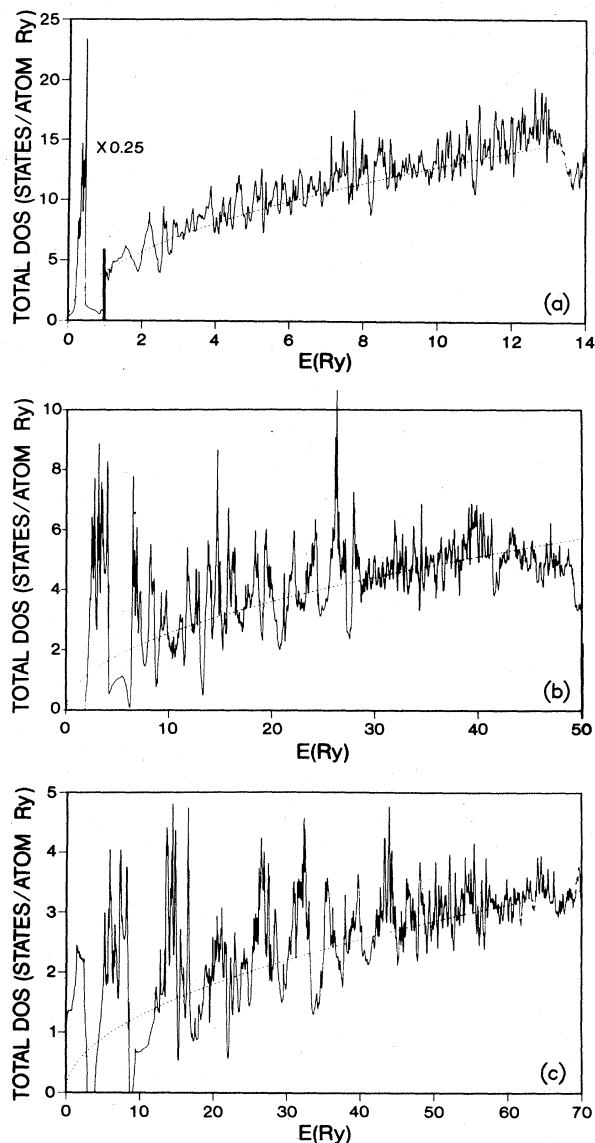 TOTAL DOS (STATES/ATOM Ry)
25
20
15
10
5
0
X 0.25
(a)
0 2 4 6 8 10 12 14
E(Ry)
TOTAL DOS (STATES/ATOM Ry)
10
8
6
4
2
0
(b)
0 10 20 30 40 50
E(Ry)
TOTAL DOS (STATES/ATOM Ry)
5
4
3
2
1
0
(c)
0 10 20 30 40 50 60 70
E(Ry)